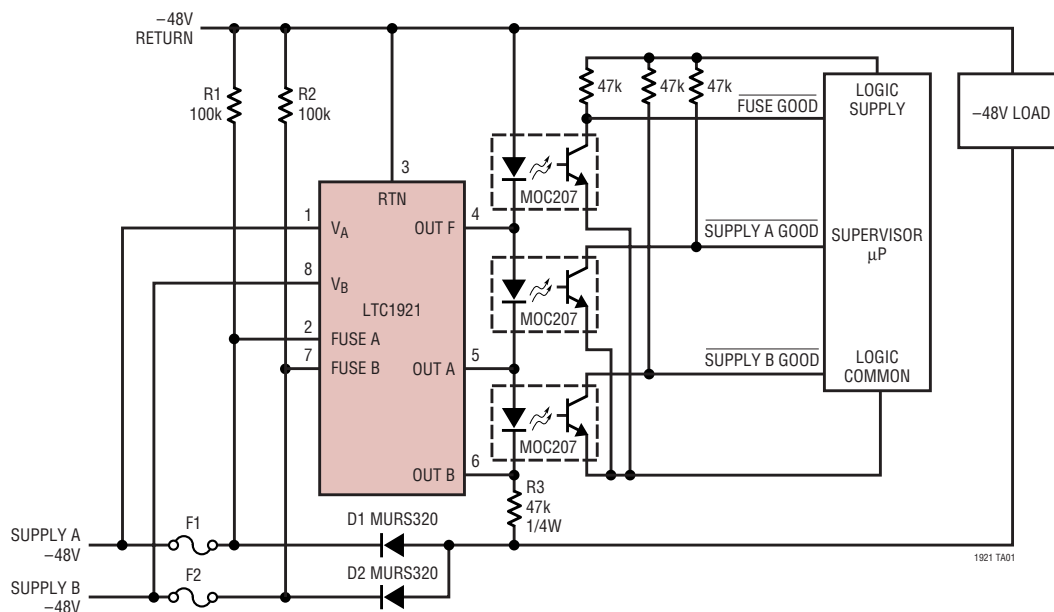 –48V
RETURN
R1
100k
R2
100k
47k
47k
47k
FUSE GOOD
LOGIC
SUPPLY
–48V LOAD
MOC207
3
RTN
1
VA
OUT F
4
SUPPLY A GOOD
SUPERVISOR
μP
8
VB
MOC207
LTC1921
2
FUSE A
7
FUSE B
OUT A
5
SUPPLY B GOOD
LOGIC
COMMON
MOC207
OUT B
6
R3
47k
1/4W
SUPPLY A
–48V
F1
D1 MURS320
1921 TA01
SUPPLY B
–48V
F2
D2 MURS320